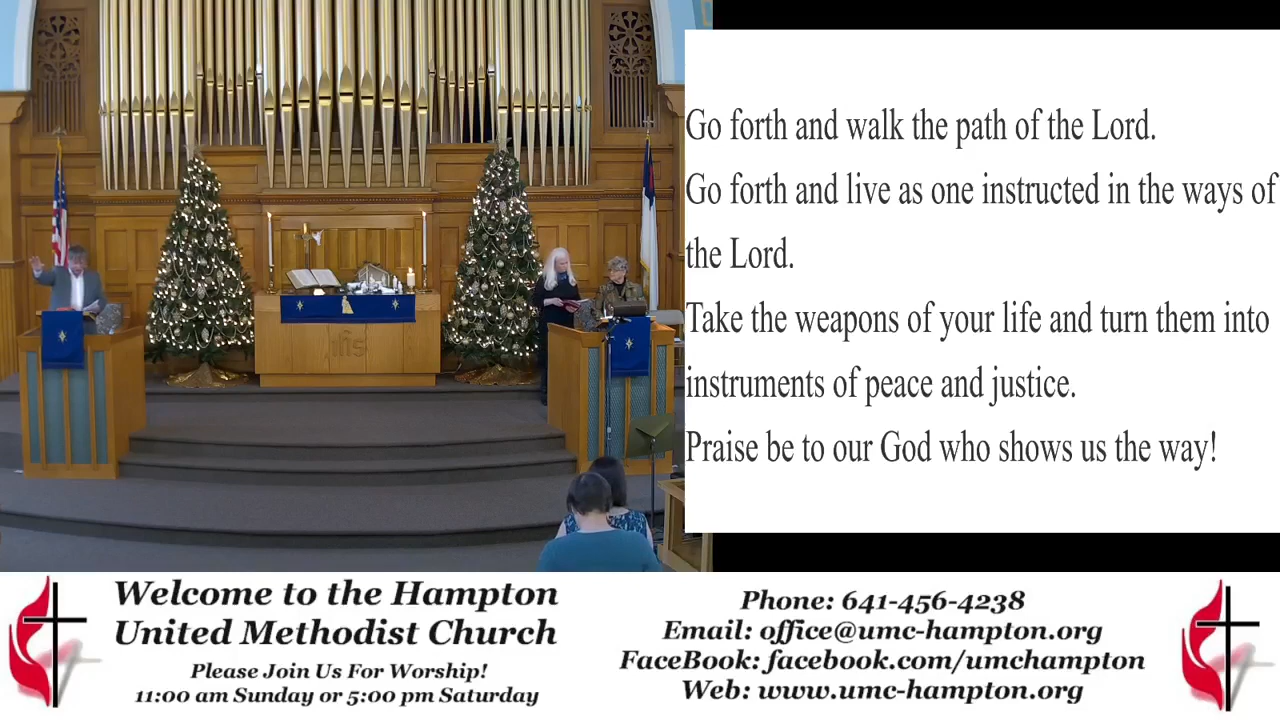 Go forth and walk the path of the Lord.
Go forth and live as one instructed in the ways of
the Lord.
Take the weapons of your life and turn them into
instruments of peace and justice.
Praise be to our God who shows us the way!
ihs
Welcome to the Hampton
United Methodist Church
Please Join Us For Worship!
11:00 am Sunday or 5:00 pm Saturday
Phone: 641-456-4238
Email: office@umc-hampton.org
FaceBook: facebook.com/umchampton
Web: www.umc-hampton.org